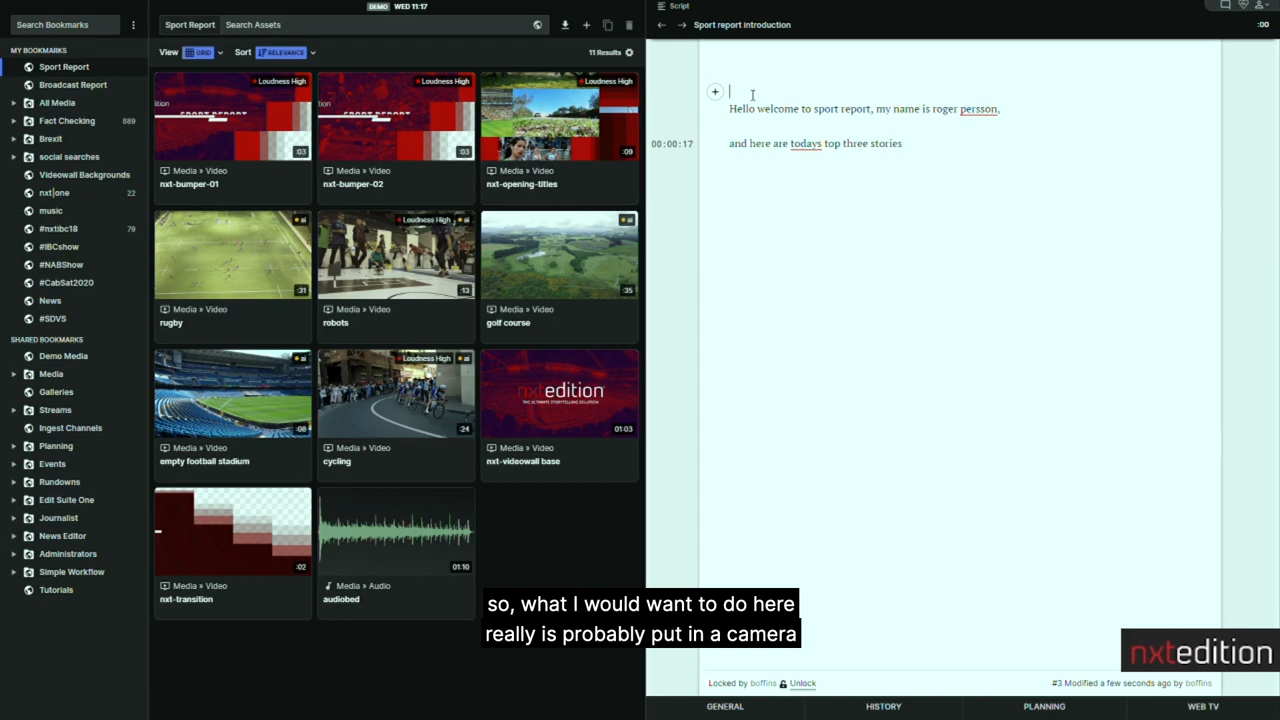 DEMO WED 11:17
Search Bookmarks
MY BOOKMARKS
Sport Report
Broadcast Report
All Media
Fact Checking 889
Brexit
social searches
Videowall Backgrounds
nxt|one 22
music
#nxtibc18 79
#IBCshow
#NABShow
#CabSat2020
News
#SDVS
SHARED BOOKMARKS
Demo Media
Media
Galleries
Streams
Ingest Channels
Planning
Events
Rundowns
Edit Suite One
Journalist
News Editor
Administrators
Simple Workflow
Tutorials
Sport Report Search Assets
View GRID Sort RELEVANCE 11 Results
Loudness High
:03
Media » Video
nxt-bumper-01
Loudness High
:03
Media » Video
nxt-bumper-02
Loudness High
:09
Media » Video
nxt-opening-titles
ai
:31
Media » Video
rugby
Loudness High ai
:13
Media » Video
robots
ai
:35
Media » Video
golf course
ai
:08
Media » Video
empty football stadium
Loudness High ai
:24
Media » Video
cycling
nxtedition
THE ULTIMATE STORYTELLING SOLUTION
01:03
Media » Video
nxt-videowall base
:02
Media » Video
nxt-transition
01:10
Media » Audio
audiobed
Script
Sport report introduction :00
Hello welcome to sport report, my name is roger persson,
00:00:17 and here are todays top three stories
so, what I would want to do here
really is probably put in a camera
nxtedition
Locked by boffins Unlock #3 Modified a few seconds ago by boffins
GENERAL HISTORY PLANNING WEB TV